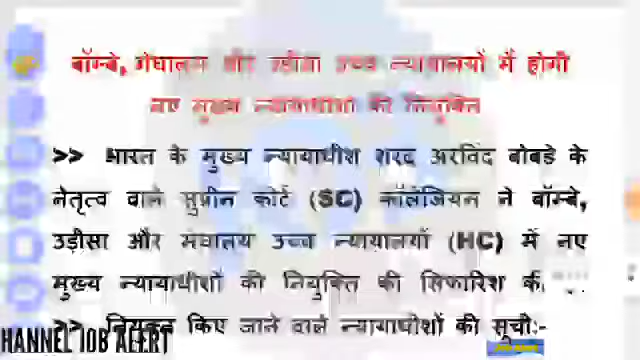 बॉम्बे, मेघालय और उडीसा उच्च न्यायालयों में होगी
नए मुख्य न्यायाधीशों की नियुक्ति
>> भारत के मुख्य न्यायाधीश शरद अरविंद बोबडे के
नेतृत्व वाले सुप्रीम कोर्ट (SC) कॉलेजियन ने बॉम्बे,
उड़ीसा और मेघालय उच्च न्यायालयों (HC) में नए
मुख्य न्यायाधीशों की नियुक्ति की सिफारिश की
>> नियुक्त किए जाने वाले न्यायाधीशों की सूची:-
HANNEL JOB ALERT